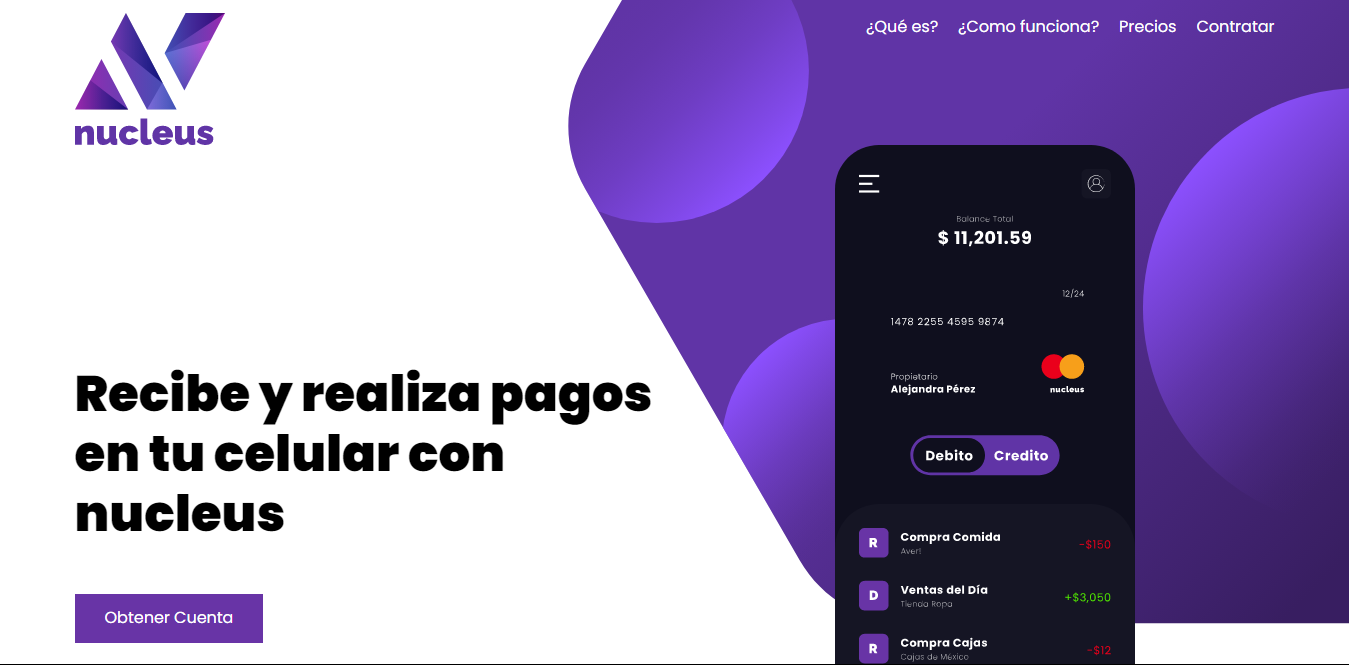 nucleus
¿Qué es? ¿Como funciona? Precios Contratar
Recibe y realiza pagos
en tu celular con
nucleus
Obtener Cuenta
Balance Total
$ 11,201.59
12/24
1478 2255 4595 9874
Propietario
Alejandra Pérez
nucleus
Debito Credito
R Compra Comida -$150
Aver!
D Ventas del Día +$3,050
Tienda Ropa
R Compra Cajas -$12
Cajas de México